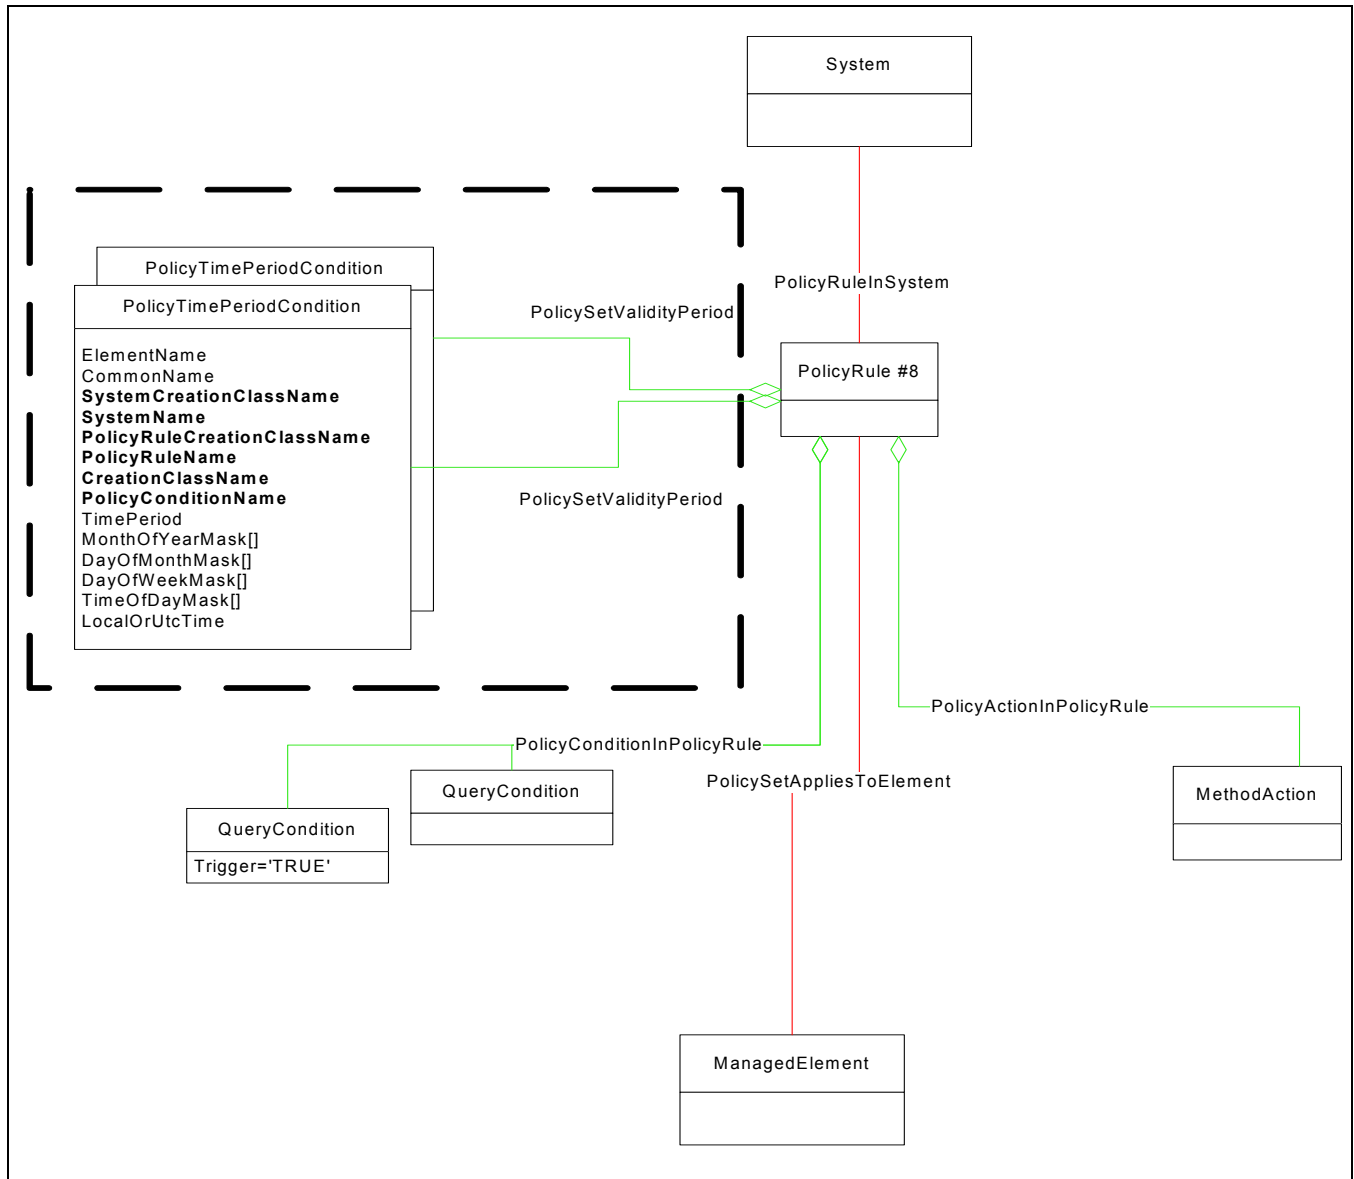 System
PolicyRuleInSystem
PolicyTimePeriodCondition
PolicyTimePeriodCondition
ElementName
CommonName
SystemCreationClassName
SystemName
PolicyRuleCreationClassName
PolicyRuleName
CreationClassName
PolicyConditionName
TimePeriod
MonthOfYearMask[]
DayOfMonthMask[]
DayOfWeekMask[]
TimeOfDayMask[]
LocalOrUtcTime
PolicySetValidityPeriod
PolicySetValidityPeriod
PolicyRule #8
PolicyActionInPolicyRule
PolicyConditionInPolicyRule
PolicySetAppliesToElement
QueryCondition
QueryCondition
Trigger='TRUE'
MethodAction
ManagedElement